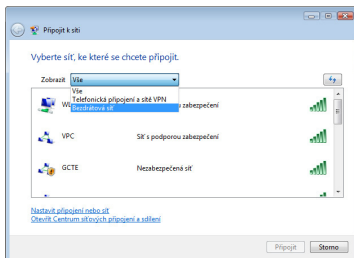 Připojit k síti
Vyberte síť, ke které se chcete připojit.
Zobrazit Vše
Vše
Telefonická připojení a sítě VPN
Bezdrátová síť
zabezpečení
VPC Síť s podporou zabezpečení
GCTE Nezabezpečená síť
Nastavit připojení nebo síť
Otevřít Centrum síťových připojení a sdílení
Připojit Storno